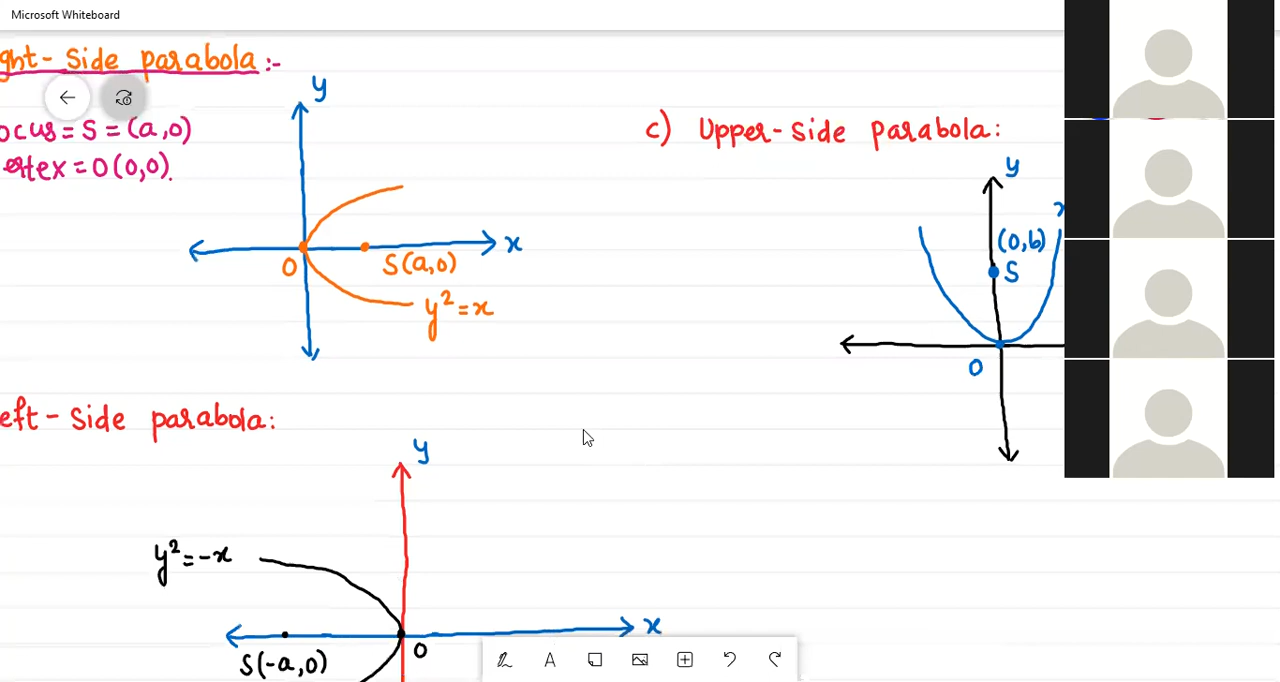 Microsoft Whiteboard
ght-Side parabola:-
ocus=S=(a,0)
ertex=O(0,0).
y
x
O
S(a,0)
y²=x
c) Upper-Side parabola:
y
(0,b)
S
O
eft-Side parabola:
y
y²=-x
x
O
S(-a,0)
A